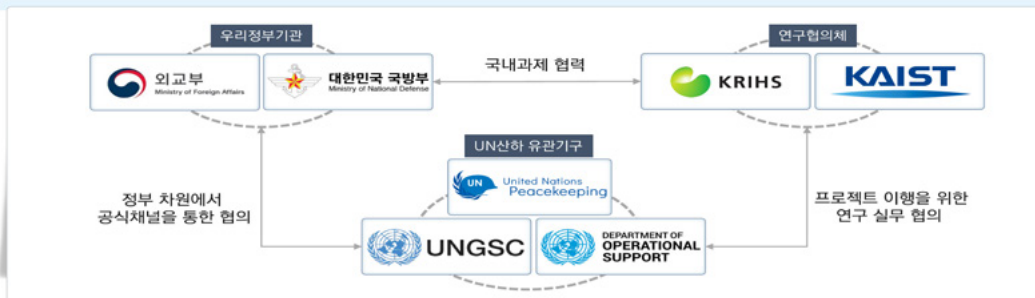 우리정부기관
연구협의체
외교부
Ministry of Foreign Affairs
대한민국 국방부
Ministry of National Defense
국내과제 협력
KRIHS
KAIST
UN산하 유관기구
UN
United Nations
Peacekeeping
정부 차원에서
공식채널을 통한 협의
프로젝트 이행을 위한
연구 실무 협의
UNGSC
DEPARTMENT OF
OPERATIONAL
SUPPORT